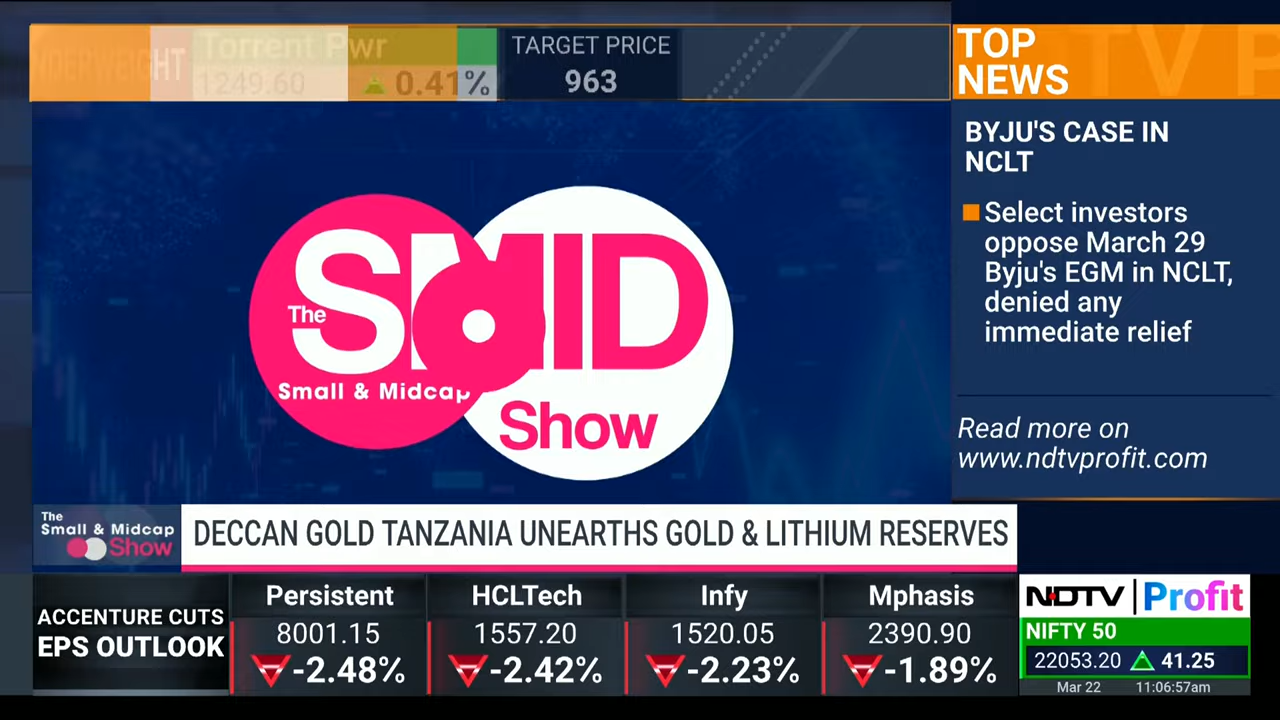 Torrent Pwr
1249.60 0.41%
TARGET PRICE
963
TOP
NEWS
BYJU'S CASE IN
NCLT
Select investors
oppose March 29
Byju's EGM in NCLT,
denied any
immediate relief
Read more on
www.ndtvprofit.com
The
SMID
Small & Midcap
Show
The
Small & Midcap
Show
DECCAN GOLD TANZANIA UNEARTHS GOLD & LITHIUM RESERVES
ACCENTURE CUTS
EPS OUTLOOK
Persistent
8001.15
-2.48%
HCLTech
1557.20
-2.42%
Infy
1520.05
-2.23%
Mphasis
2390.90
-1.89%
NDTV Profit
NIFTY 50
22053.20 41.25
Mar 22 11:06:57am